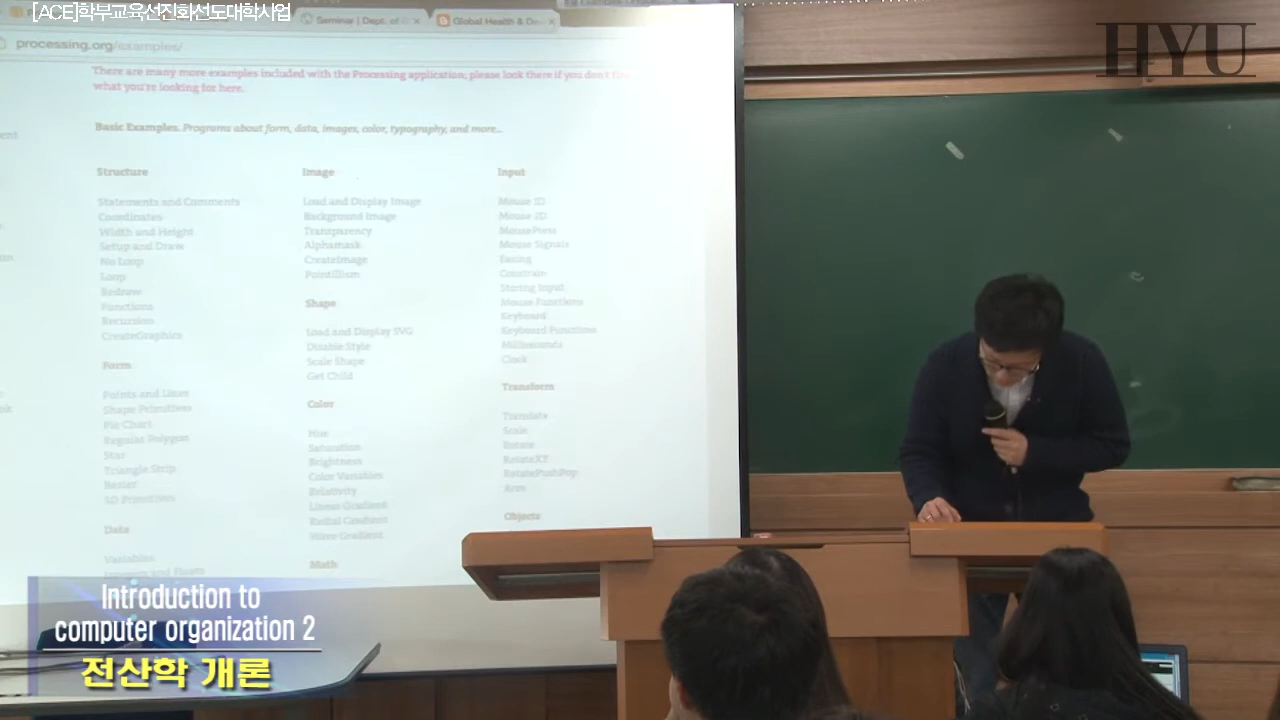 [ACE]학부교육선진화선도대학사업
Seminar | Dept. of
Global Health & De
processing.org/examples/
HYU
There are many more examples included with the Processing application; please look there if you don't
what you're looking for here.
Basic Examples. Programs about form, data, images, color, typography, and more...
Structure
Statements and Comments
Coordinates
Width and Height
Setup and Draw
No Loop
Loop
Redraw
Functions
Recursion
CreateGraphics
Form
Points and Lines
Shape Primitives
Pie Chart
Regular Polygon
Star
Triangle Strip
Bezier
3D Primitives
Data
Variables
Image
Load and Display Image
Background Image
Transparency
Alphamask
CreateImage
Pointillism
Shape
Load and Display SVG
Disable Style
Scale Shape
Get Child
Color
Hue
Saturation
Brightness
Color Variables
Relativity
Linear Gradient
Radial Gradient
Wave Gradient
Math
Input
Mouse 1D
Mouse 2D
MousePress
Mouse Signals
Easing
Constrain
Storing Input
Mouse Functions
Keyboard
Keyboard Functions
Milliseconds
Clock
Transform
Translate
Scale
Rotate
RotateXY
RotatePushPop
Arm
Objects
Introduction to
computer organization 2
전산학 개론